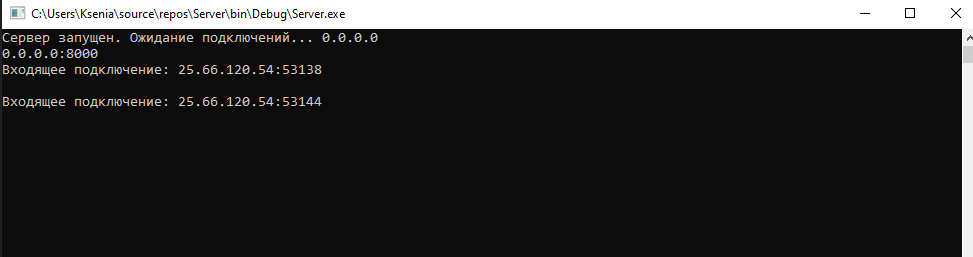 C:\Users\Ksenia\source\repos\Server\bin\Debug\Server.exe
Сервер запущен. Ожидание подключений... 0.0.0.0
0.0.0.0:8000
Входящее подключение: 25.66.120.54:53138
Входящее подключение: 25.66.120.54:53144